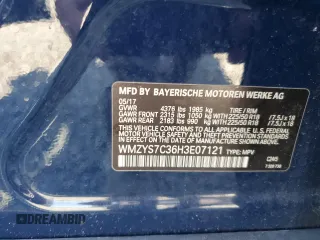 MFD BY BAYERISCHE MOTOREN WERKE AG
05/17
GVWR 4376 lbs 1985 kg TIRE / RIM
GAWR FRONT 2315 lbs 1050 kg 225/50 R18 17.5J x 18
GAWR REAR 2183 lbs 990 kg 225/50 R18 17.5J x 18
THIS VEHICLE CONFORMS TO ALL APPLICABLE
U.S. FEDERAL MOTOR VEHICLE SAFETY AND
THEFT PREVENTION STANDARDS IN EFFECT
ON THE DATE OF MANUFACTURE SHOWN ABOVE.
WMZYS7C36H3E07121 TYPE: MPV
DREAMBID